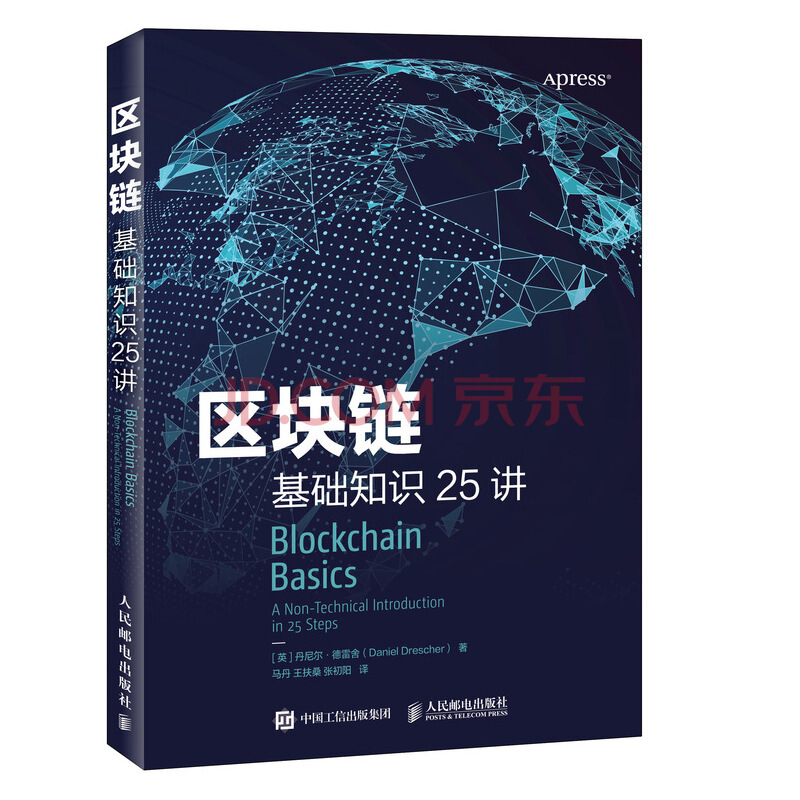 Apress®
区块链
基础知识25讲
Blockchain Basics
A Non-Technical Introduction in 25 Steps
人民邮电出版社
JD.COM 京东
区块链
基础知识 25 讲
Blockchain
Basics
A Non-Technical Introduction
in 25 Steps
[英] 丹尼尔·德雷舍（Daniel Drescher） 著
马丹 王扶桑 张初阳 译
中国工信出版集团
人民邮电出版社
POSTS & TELECOM PRESS